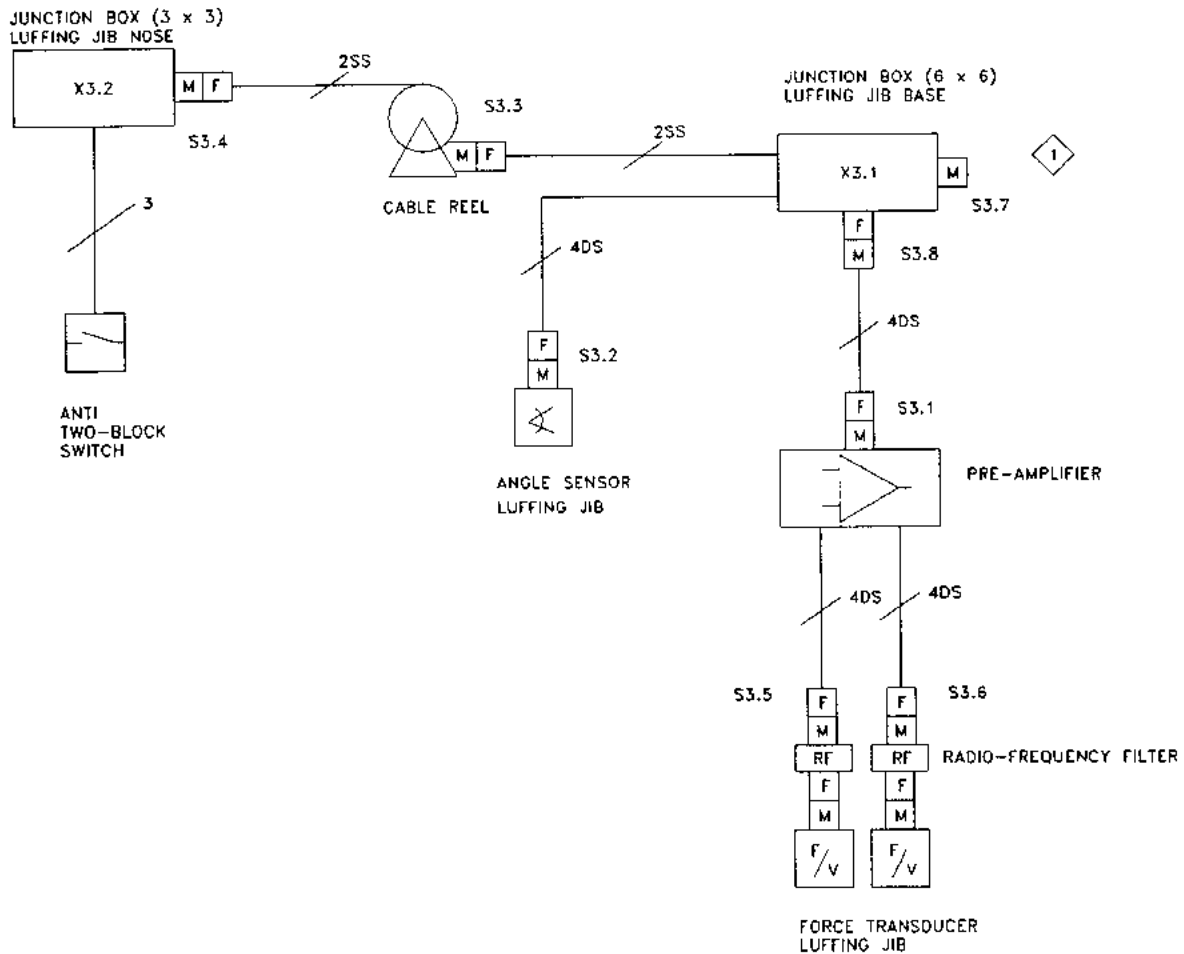 JUNCTION BOX (3 x 3)
LUFFING JIB NOSE
X3.2
M F
2SS
S3.4
S3.3
M F
CABLE REEL
2SS
JUNCTION BOX (6 x 6)
LUFFING JIB BASE
X3.1
M
1
S3.7
F
M
S3.8
3
4DS
4DS
F
M
S3.2
ANTI
TWO-BLOCK
SWITCH
ANGLE SENSOR
LUFFING JIB
F
M
S3.1
PRE-AMPLIFIER
4DS
4DS
S3.5
F
M
RF
F
M
F/V
S3.6
F
M
RF
F
M
F/V
RADIO-FREQUENCY FILTER
FORCE TRANSDUCER
LUFFING JIB